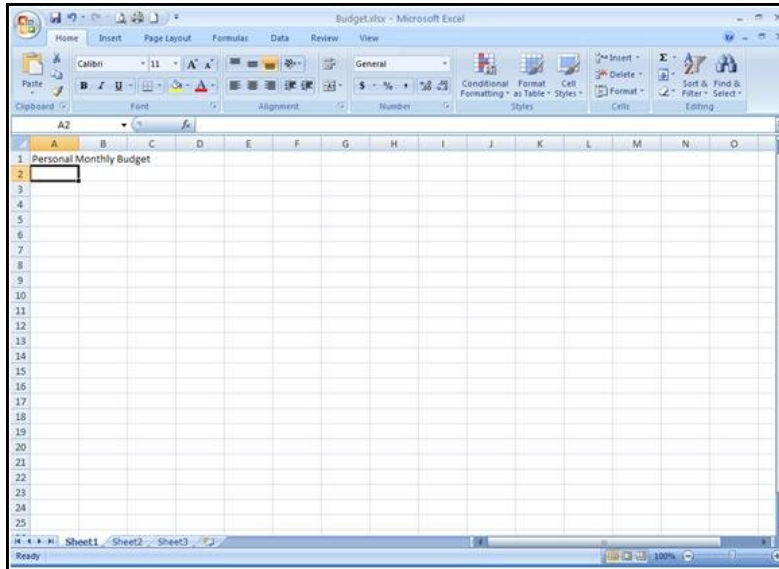 Budget.xlsx - Microsoft Excel
Home Insert Page Layout Formulas Data Review View
Paste
Calibri 11 A A
B I U A
General
$ % ,
Conditional Formatting Format as Table Cell Styles
Insert
Delete
Format
Σ
Sort & Filter Find & Select
Clipboard Font Alignment Number Styles Cells Editing
A2 fx
A B C D E F G H I J K L M N O
1 Personal Monthly Budget
2
3
4
5
6
7
8
9
10
11
12
13
14
15
16
17
18
19
20
21
22
23
24
25
Sheet1 Sheet2 Sheet3
Ready 100%